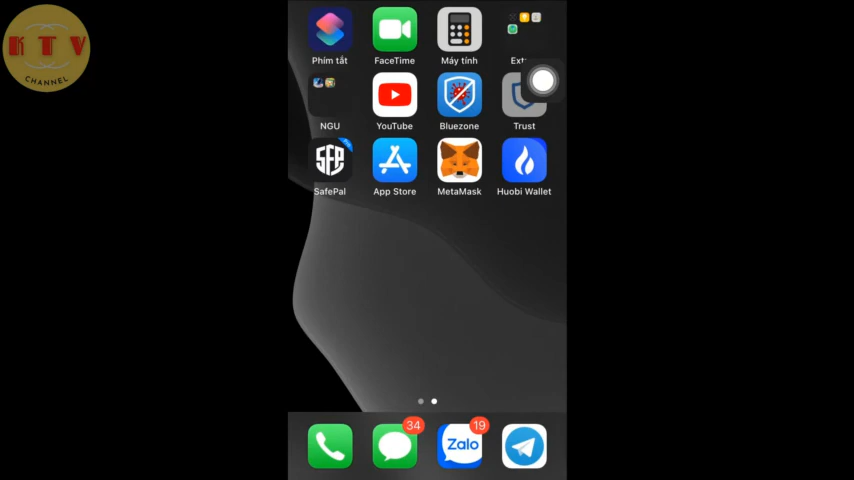 K T V
CHANNEL
Phím tắt
FaceTime
Máy tính
Ext
NGU
YouTube
Bluezone
Trust
SFP
SafePal
App Store
MetaMask
Huobi Wallet
34
19
Zalo